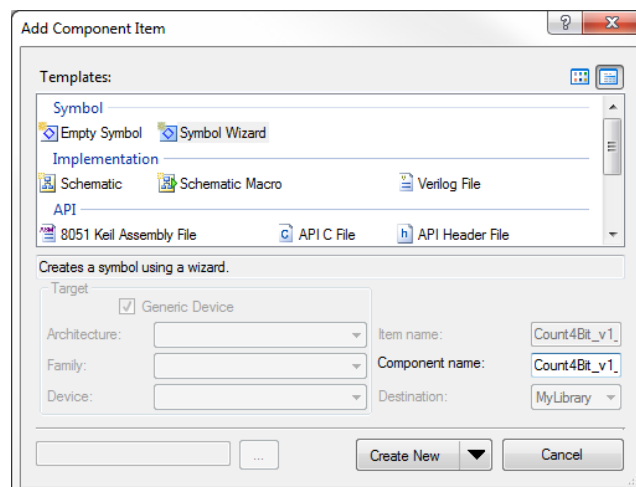 Add Component Item
Templates:
Symbol
Empty Symbol Symbol Wizard
Implementation
Schematic Schematic Macro Verilog File
API
8051 Keil Assembly File API C File API Header File
Creates a symbol using a wizard.
Target
Generic Device
Architecture: Item name: Count4Bit_v1_
Family: Component name: Count4Bit_v1_
Device: Destination: MyLibrary
... Create New Cancel